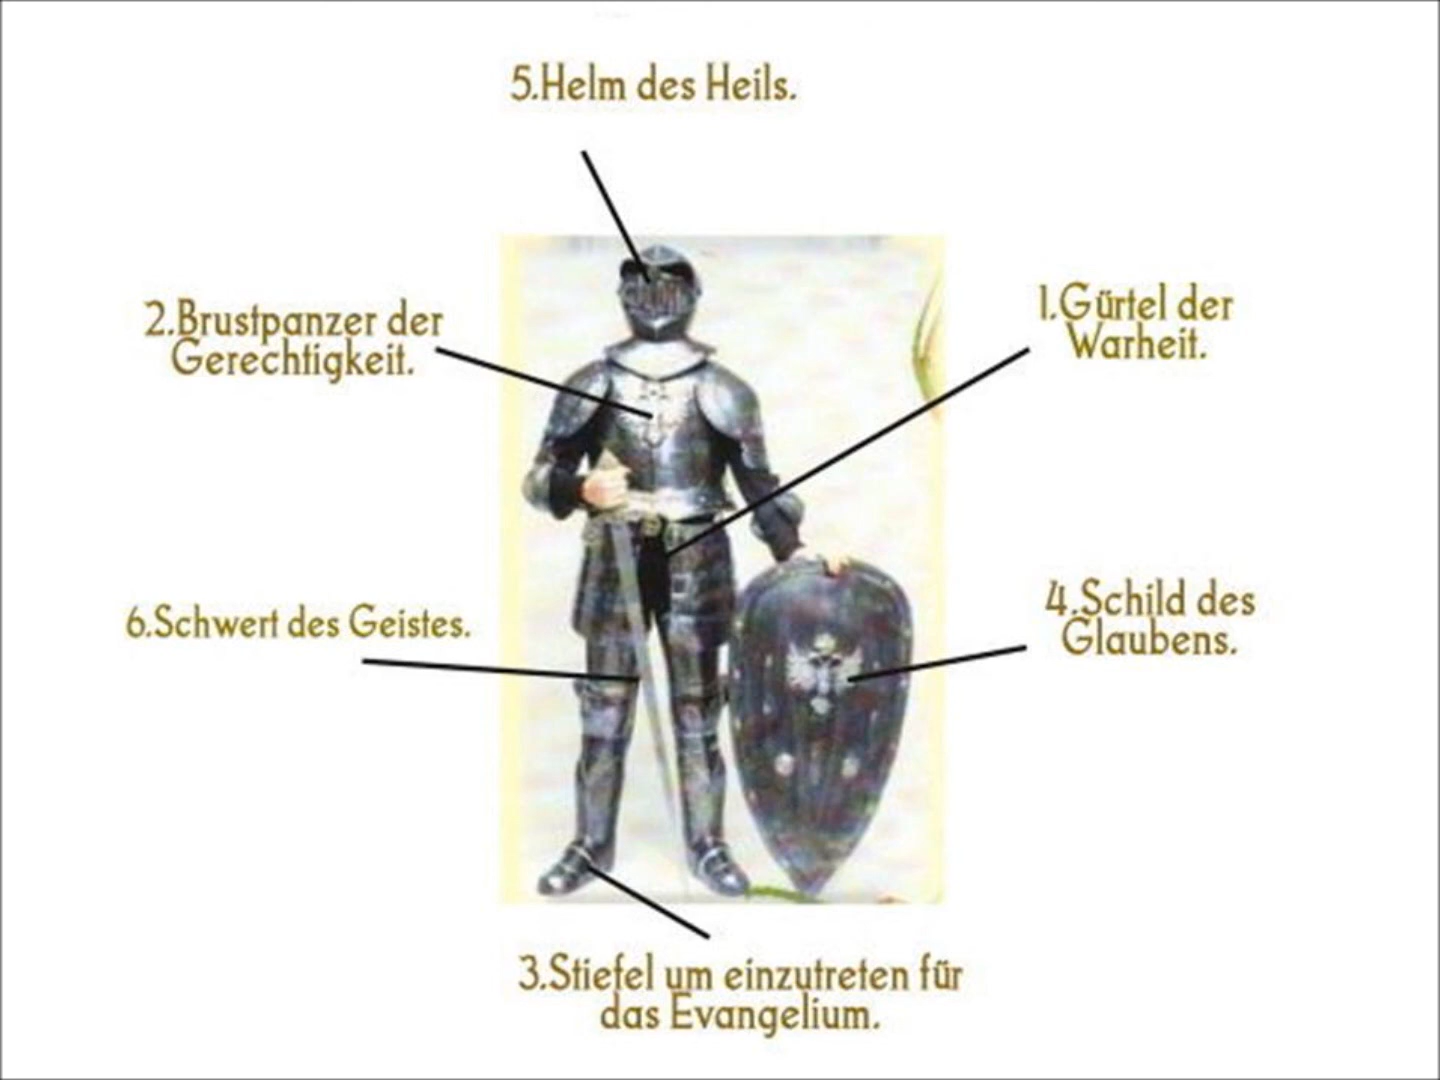 5.Helm des Heils.
2.Brustpanzer der
Gerechtigkeit.
1.Gürtel der
Warheit.
6.Schwert des Geistes.
4.Schild des
Glaubens.
3.Stiefel um einzutreten für
das Evangelium.